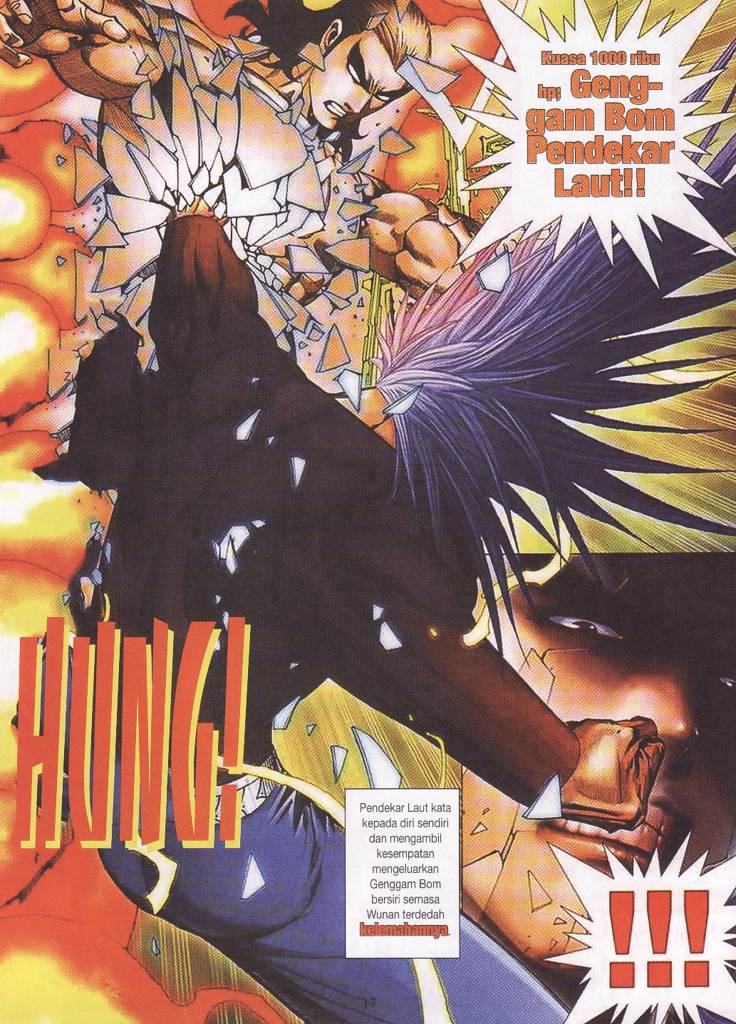 Kuasa 1000 ribu
hp; Geng-
gam Bom
Pendekar
Laut!!
HUNG!
Pendekar Laut kata
kepada diri sendiri
dan mengambil
kesempatan
mengeluarkan
Genggam Bom
bersiri semasa
Wunan terdedah
kelemahannya.
!!!
17